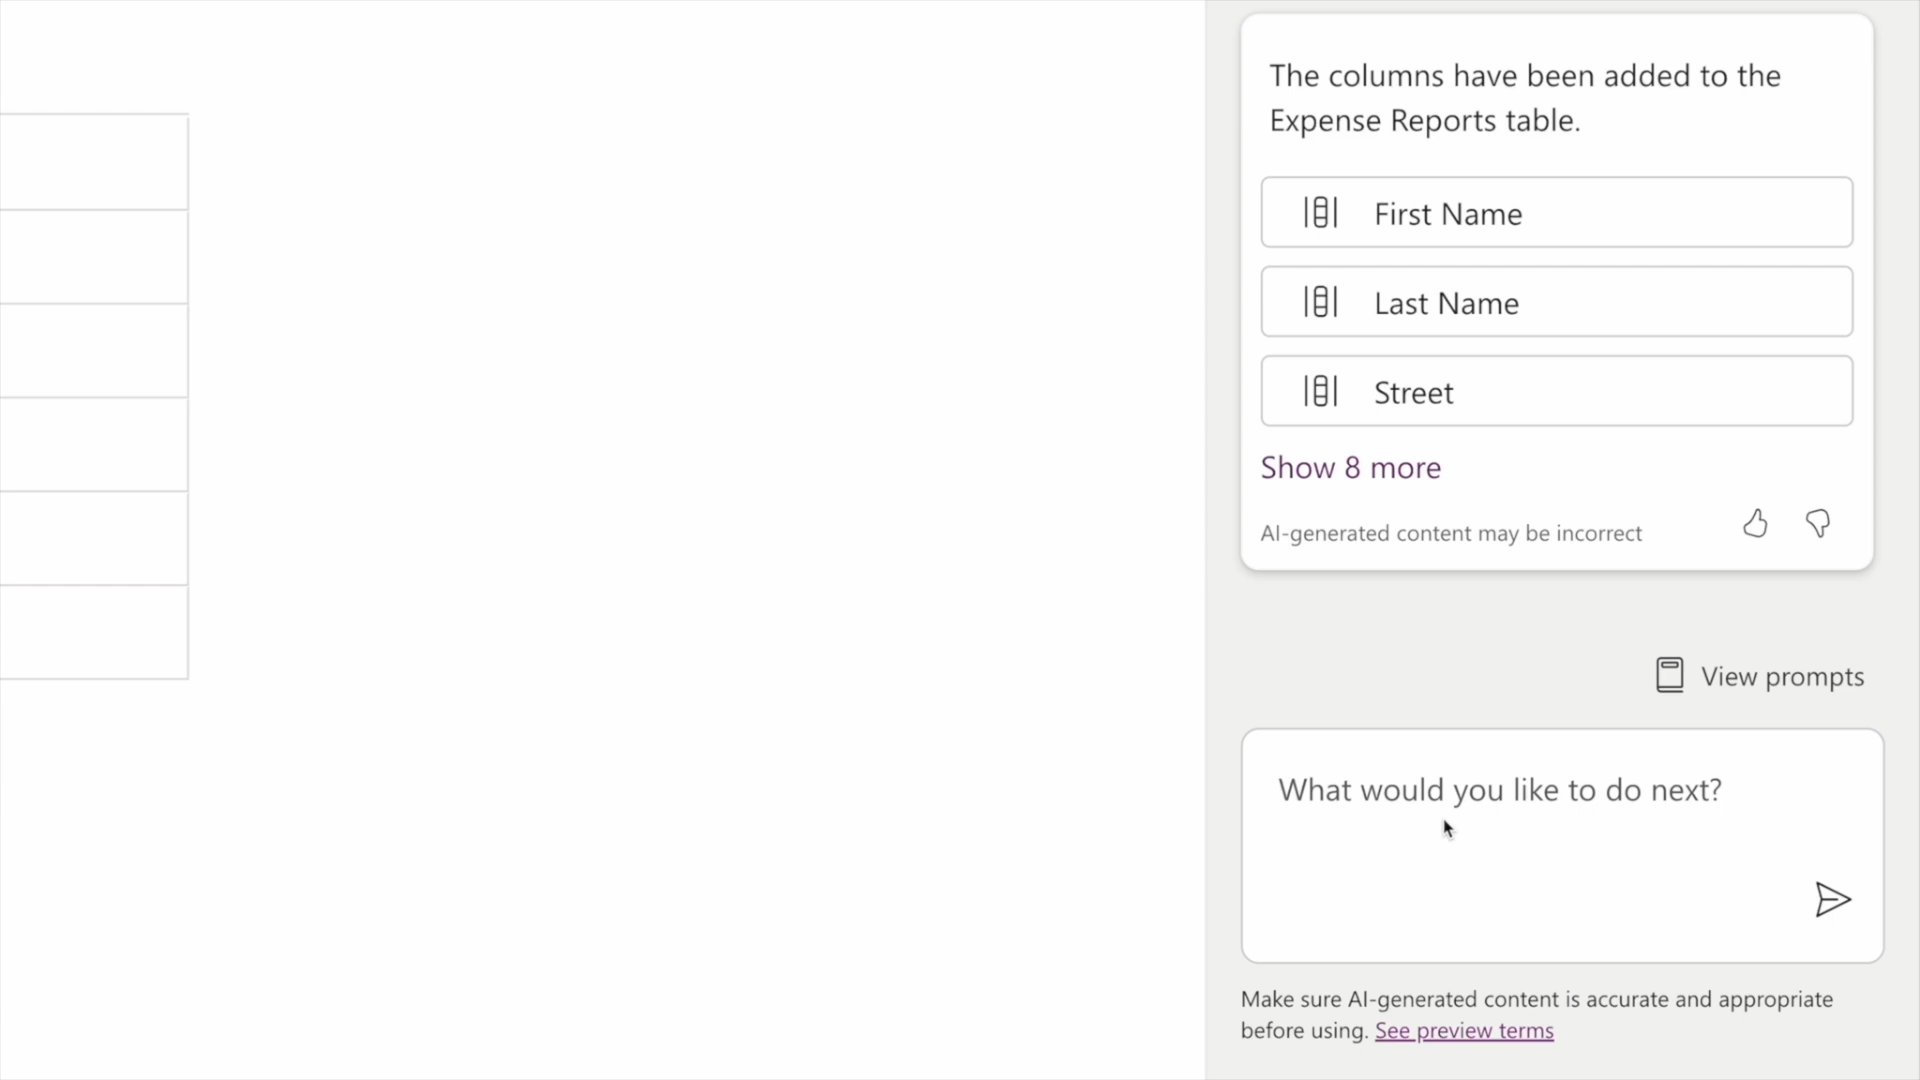 The columns have been added to the
Expense Reports table.
First Name
Last Name
Street
Show 8 more
AI-generated content may be incorrect
View prompts
What would you like to do next?
Make sure AI-generated content is accurate and appropriate
before using. See preview terms